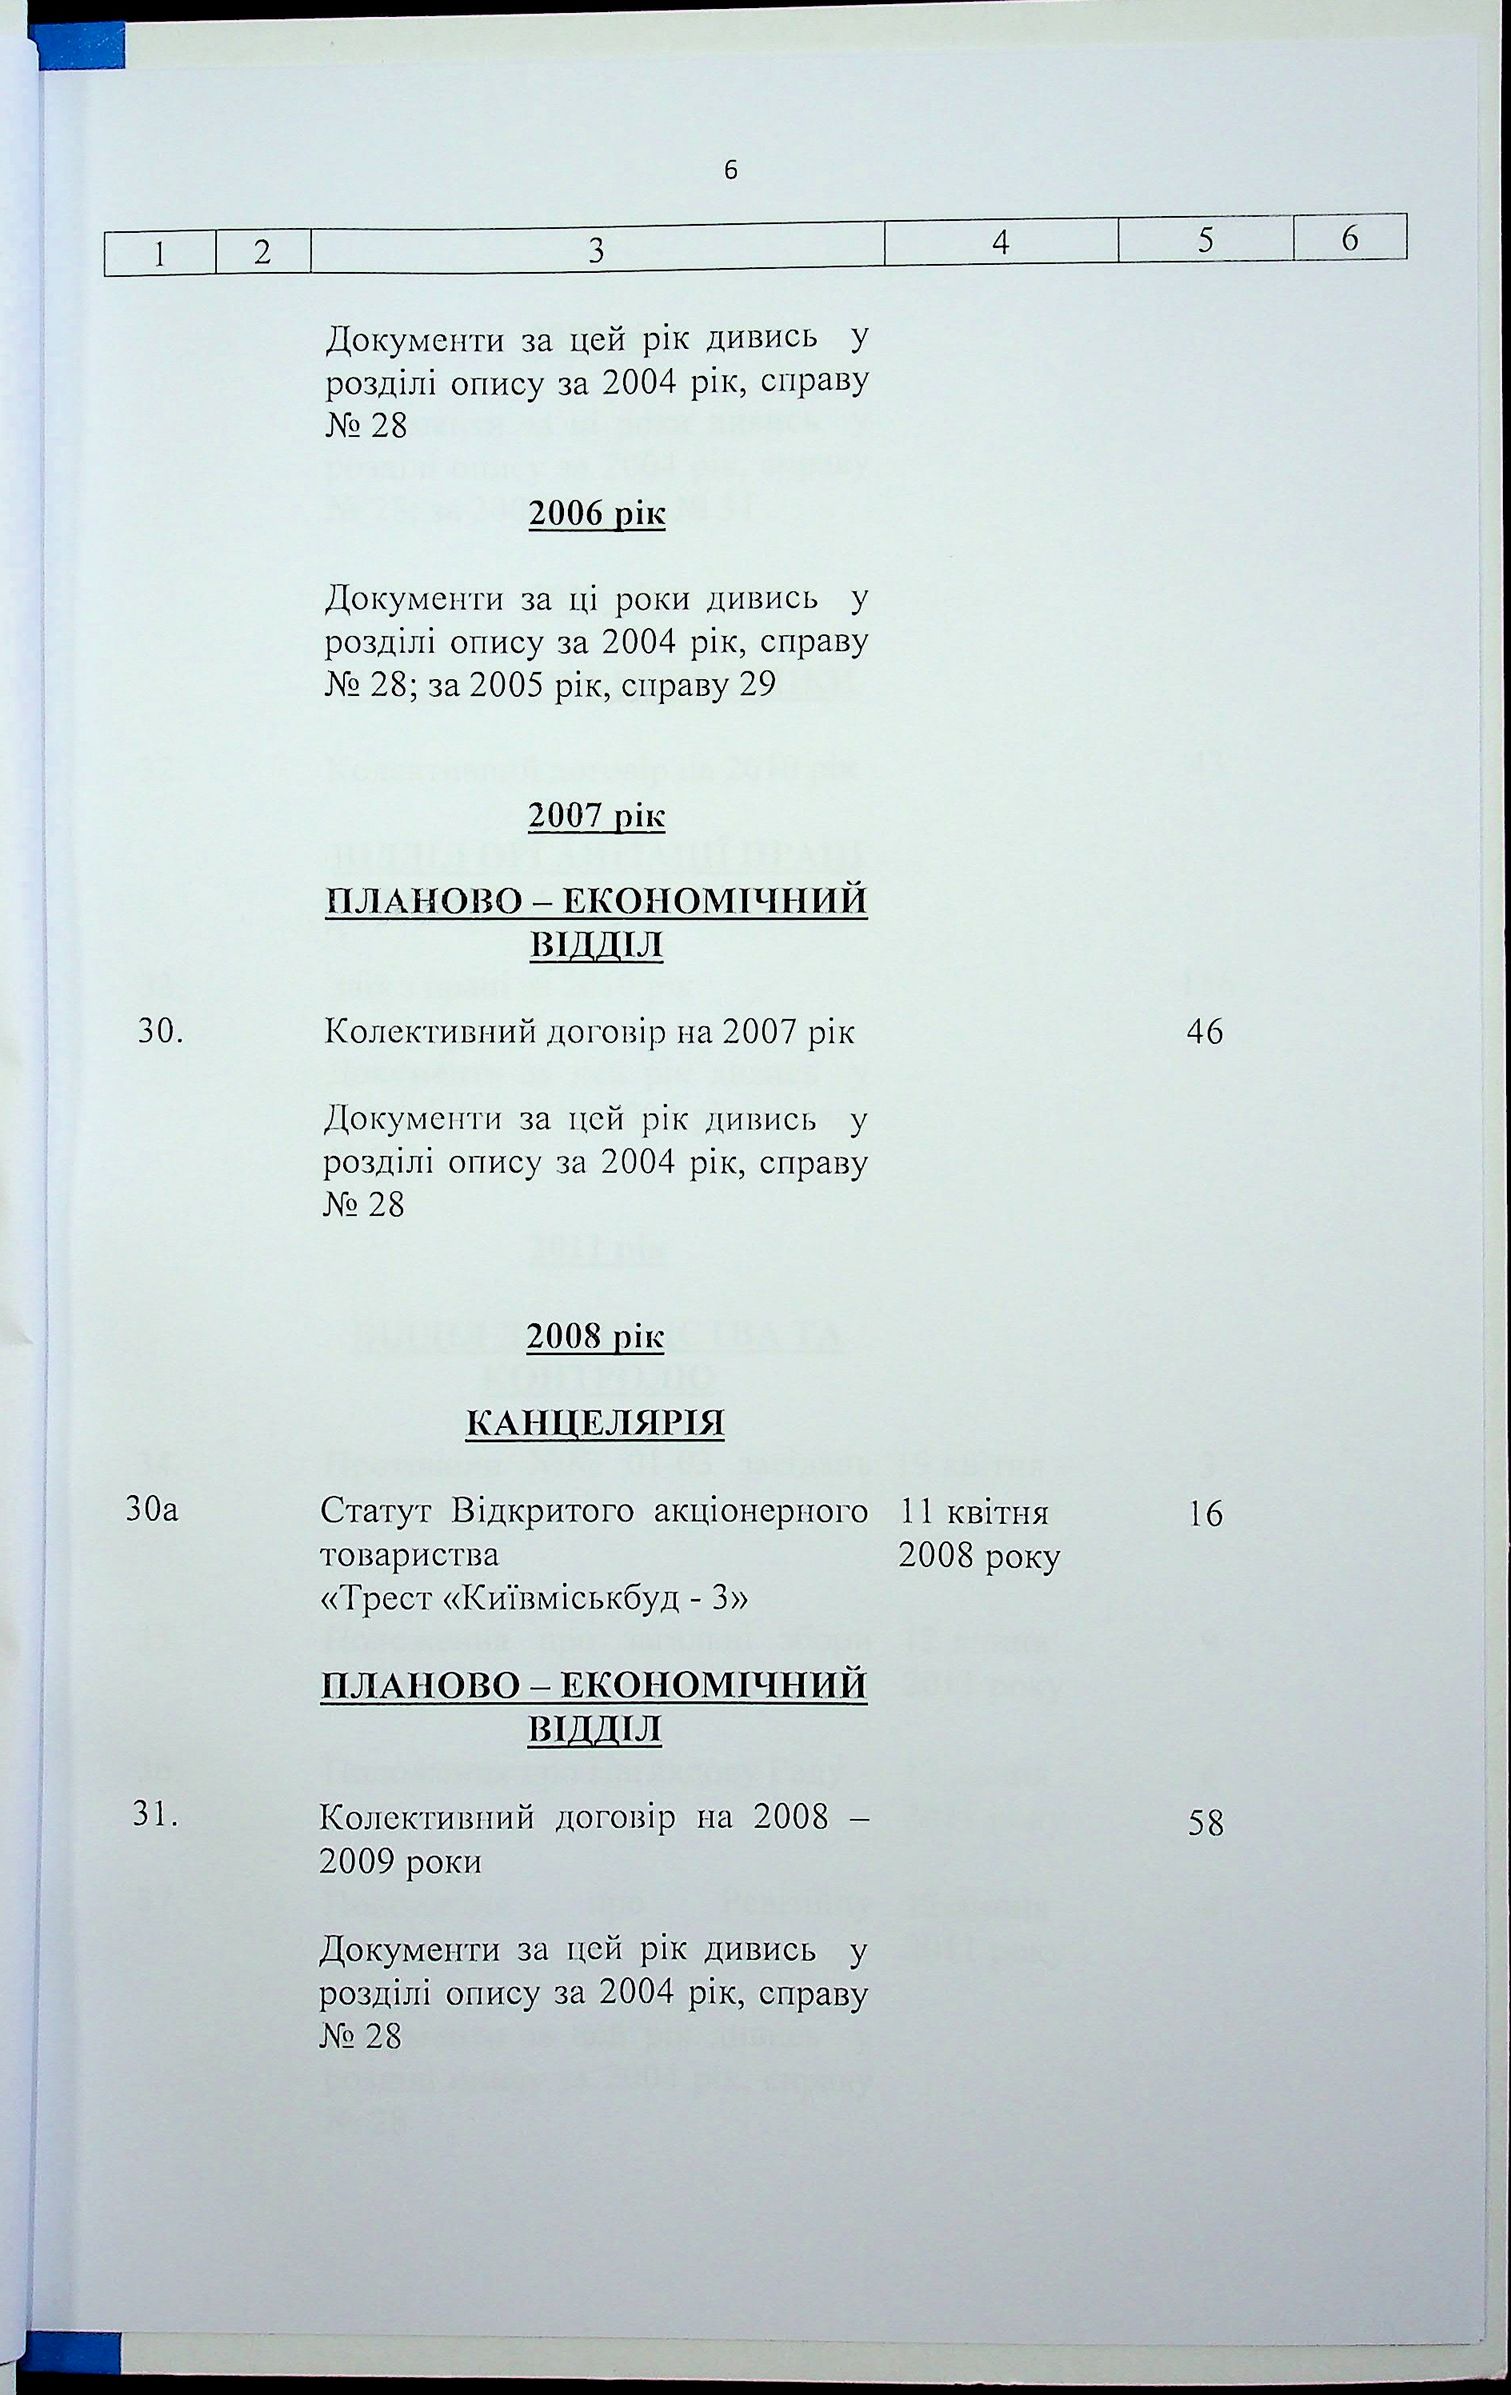 6
1 2 3 4 5 6
Документи за цей рік дивись у
розділі опису за 2004 рік, справу
№ 28
2006 рік
Документи за ці роки дивись у
розділі опису за 2004 рік, справу
№ 28; за 2005 рік, справу 29
2007 рік
ПЛАНОВО – ЕКОНОМІЧНИЙ
ВІДДІЛ
30. Колективний договір на 2007 рік 46
Документи за цей рік дивись у
розділі опису за 2004 рік, справу
№ 28
2008 рік
КАНЦЕЛЯРІЯ
30а Статут Відкритого акціонерного 11 квітня 16
товариства 2008 року
«Трест «Київміськбуд - 3»
ПЛАНОВО – ЕКОНОМІЧНИЙ
ВІДДІЛ
31. Колективний договір на 2008 – 58
2009 роки
Документи за цей рік дивись у
розділі опису за 2004 рік, справу
№ 28